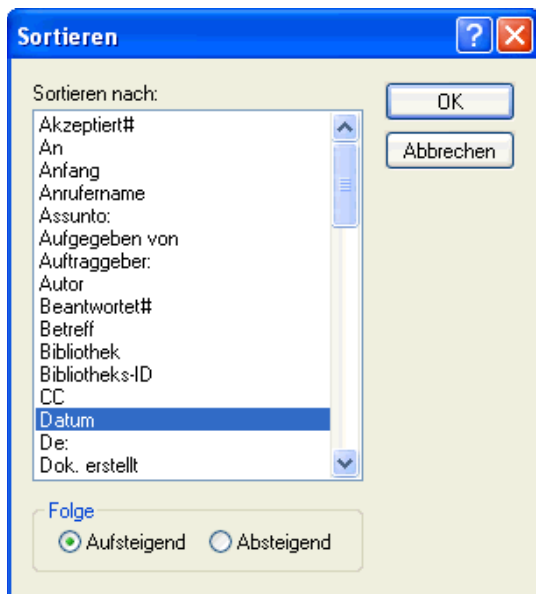 Sortieren
Sortieren nach:
OK
Abbrechen
Akzeptiert#
An
Anfang
Anrufername
Assunto:
Aufgegeben von
Auftraggeber:
Autor
Beantwortet#
Betreff
Bibliothek
Bibliotheks-ID
CC
Datum
De:
Dok. erstellt
Folge
Aufsteigend Absteigend